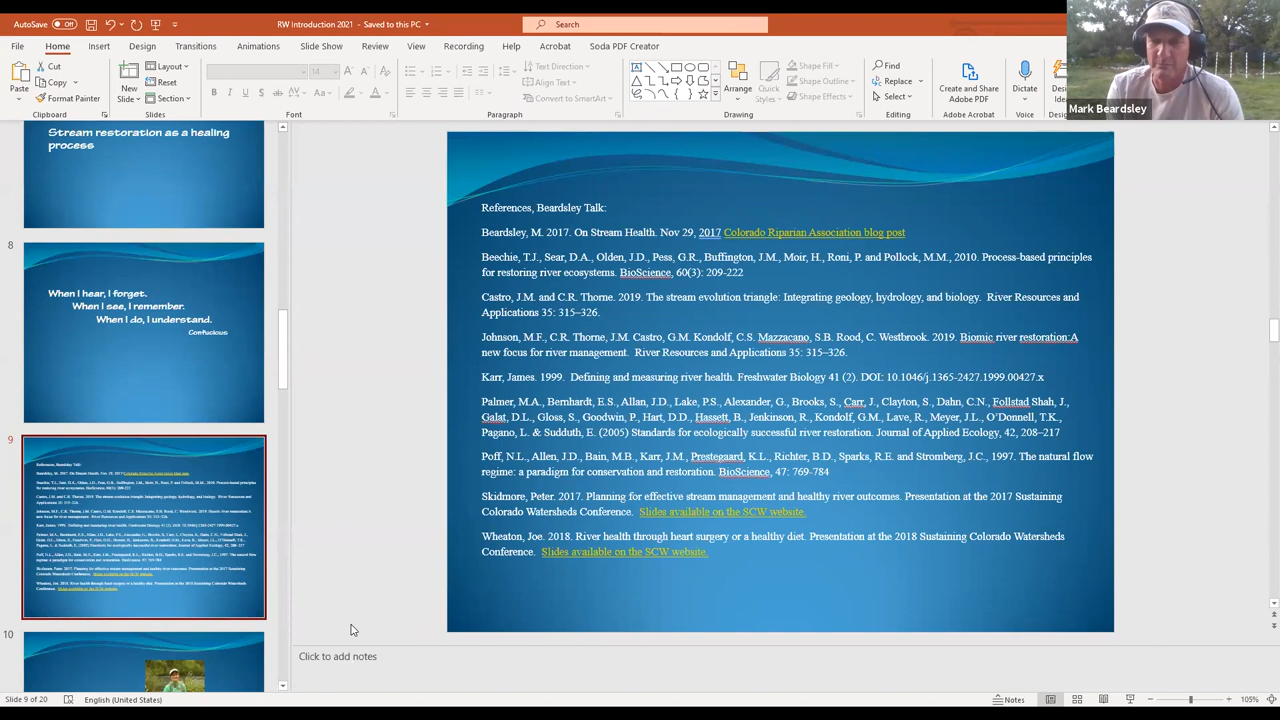 AutoSave Off
RW Introduction 2021 - Saved to this PC
Search
File Home Insert Design Transitions Animations Slide Show Review View Recording Help Acrobat Soda PDF Creator
Paste
Cut
Copy
Format Painter
Clipboard
New Slide
Layout
Reset
Section
Slides
14
Font
Text Direction
Align Text
Convert to SmartArt
Paragraph
Arrange
Quick Styles
Shape Fill
Shape Outline
Shape Effects
Drawing
Find
Replace
Select
Editing
Create and Share Adobe PDF
Adobe Acrobat
Dictate
Voice
Mark Beardsley
Stream restoration as a healing
process
8
When I hear, I forget.
When I see, I remember.
When I do, I understand.
Confucious
9
10
References, Beardsley Talk:
Beardsley, M. 2017. On Stream Health. Nov 29, 2017 Colorado Riparian Association blog post
Beechie, T.J., Sear, D.A., Olden, J.D., Pess, G.R., Buffington, J.M., Moir, H., Roni, P. and Pollock, M.M., 2010. Process-based principles
for restoring river ecosystems. BioScience, 60(3): 209-222
Castro, J.M. and C.R. Thorne. 2019. The stream evolution triangle: Integrating geology, hydrology, and biology. River Resources and
Applications 35: 315–326.
Johnson, M.F., C.R. Thorne, J.M. Castro, G.M. Kondolf, C.S. Mazzacano, S.B. Rood, C. Westbrook. 2019. Biomic river restoration:A
new focus for river management. River Resources and Applications 35: 315–326.
Karr, James. 1999. Defining and measuring river health. Freshwater Biology 41 (2). DOI: 10.1046/j.1365-2427.1999.00427.x
Palmer, M.A., Bernhardt, E.S., Allan, J.D., Lake, P.S., Alexander, G., Brooks, S., Carr, J., Clayton, S., Dahn, C.N., Follstad Shah, J.,
Galat, D.L., Gloss, S., Goodwin, P., Hart, D.D., Hassett, B., Jenkinson, R., Kondolf, G.M., Lave, R., Meyer, J.L., O’Donnell, T.K.,
Pagano, L. & Sudduth, E. (2005) Standards for ecologically successful river restoration. Journal of Applied Ecology, 42, 208–217
Poff, N.L., Allen, J.D., Bain, M.B., Karr, J.M., Prestegaard, K.L., Richter, B.D., Sparks, R.E. and Stromberg, J.C., 1997. The natural flow
regime: a paradigm for conservation and restoration. BioScience, 47: 769-784
Skidmore, Peter. 2017. Planning for effective stream management and healthy river outcomes. Presentation at the 2017 Sustaining
Colorado Watersheds Conference. Slides available on the SCW website.
Wheaton, Joe. 2018. River health through heart surgery or a healthy diet. Presentation at the 2018 Sustaining Colorado Watersheds
Conference. Slides available on the SCW website.
Click to add notes
Slide 9 of 20 English (United States) Notes 105%